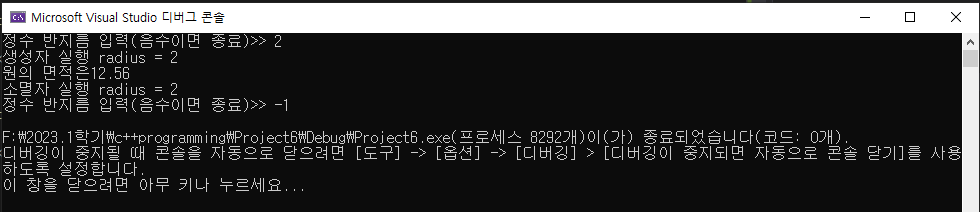 Microsoft Visual Studio 디버그 콘솔
정수 반지름 입력(음수이면 종료)>> 2
생성자 실행 radius = 2
원의 면적은12.56
소멸자 실행 radius = 2
정수 반지름 입력(음수이면 종료)>> -1
F:\2023.1학기\c++programming\Project6\Debug\Project6.exe(프로세스 8292개)이(가) 종료되었습니다(코드: 0개).
디버깅이 중지될 때 콘솔을 자동으로 닫으려면 [도구] -> [옵션] -> [디버깅] > [디버깅이 중지되면 자동으로 콘솔 닫기]를 사용
하도록 설정합니다.
이 창을 닫으려면 아무 키나 누르세요...